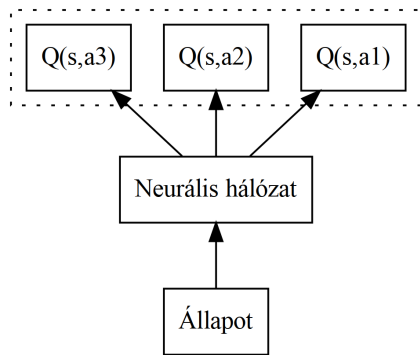 Q(s,a3)
Q(s,a2)
Q(s,a1)
Neurális hálózat
Állapot